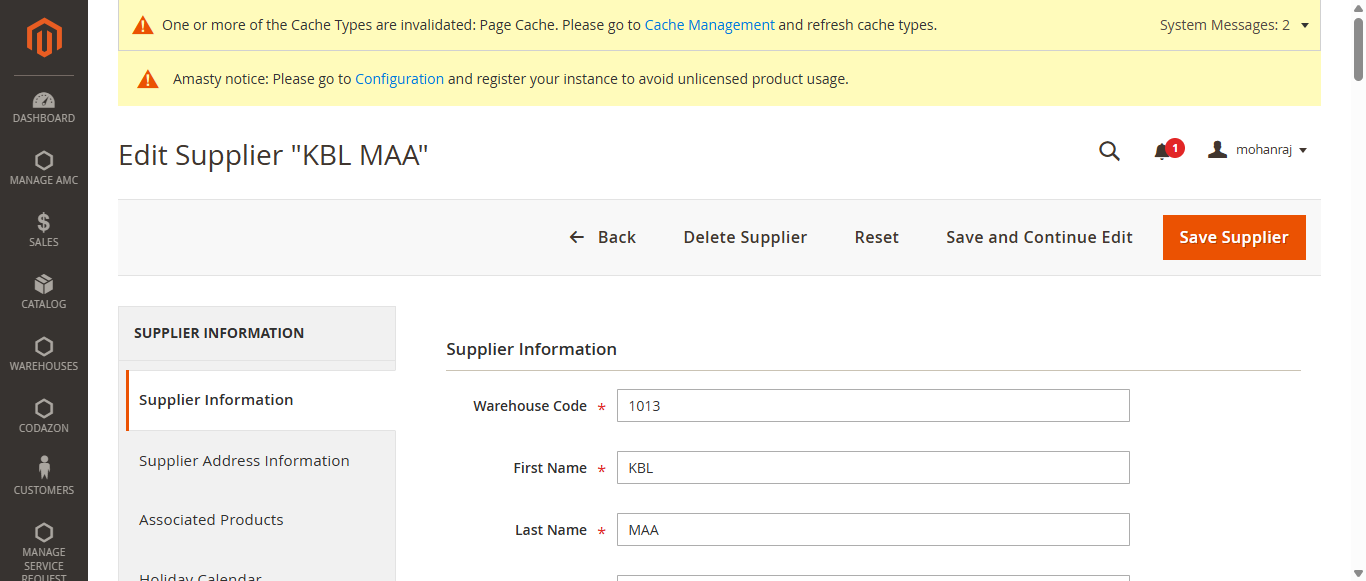 One or more of the Cache Types are invalidated: Page Cache. Please go to Cache Management and refresh cache types.
System Messages: 2
Amasty notice: Please go to Configuration and register your instance to avoid unlicensed product usage.
DASHBOARD
MANAGE AMC
SALES
CATALOG
WAREHOUSES
CODAZON
CUSTOMERS
MANAGE
SERVICE
REQUEST
Edit Supplier "KBL MAA"
1
mohanraj
Back
Delete Supplier
Reset
Save and Continue Edit
Save Supplier
SUPPLIER INFORMATION
Supplier Information
Supplier Address Information
Associated Products
Holiday Calendar
Supplier Information
Warehouse Code * 1013
First Name * KBL
Last Name * MAA